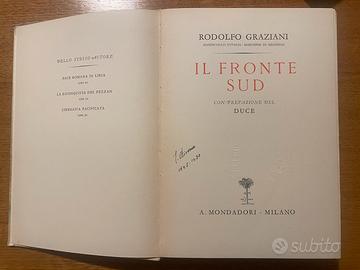 DELLO STESSO AUTORE
PACE ROMANA IN LIBIA
LA RICONQUISTA DEL FEZZAN
CIRENAICA PACIFICATA
RODOLFO GRAZIANI
IL FRONTE
SUD
CON PREFAZIONE DEL
DUCE
A. MONDADORI - MILANO
subito